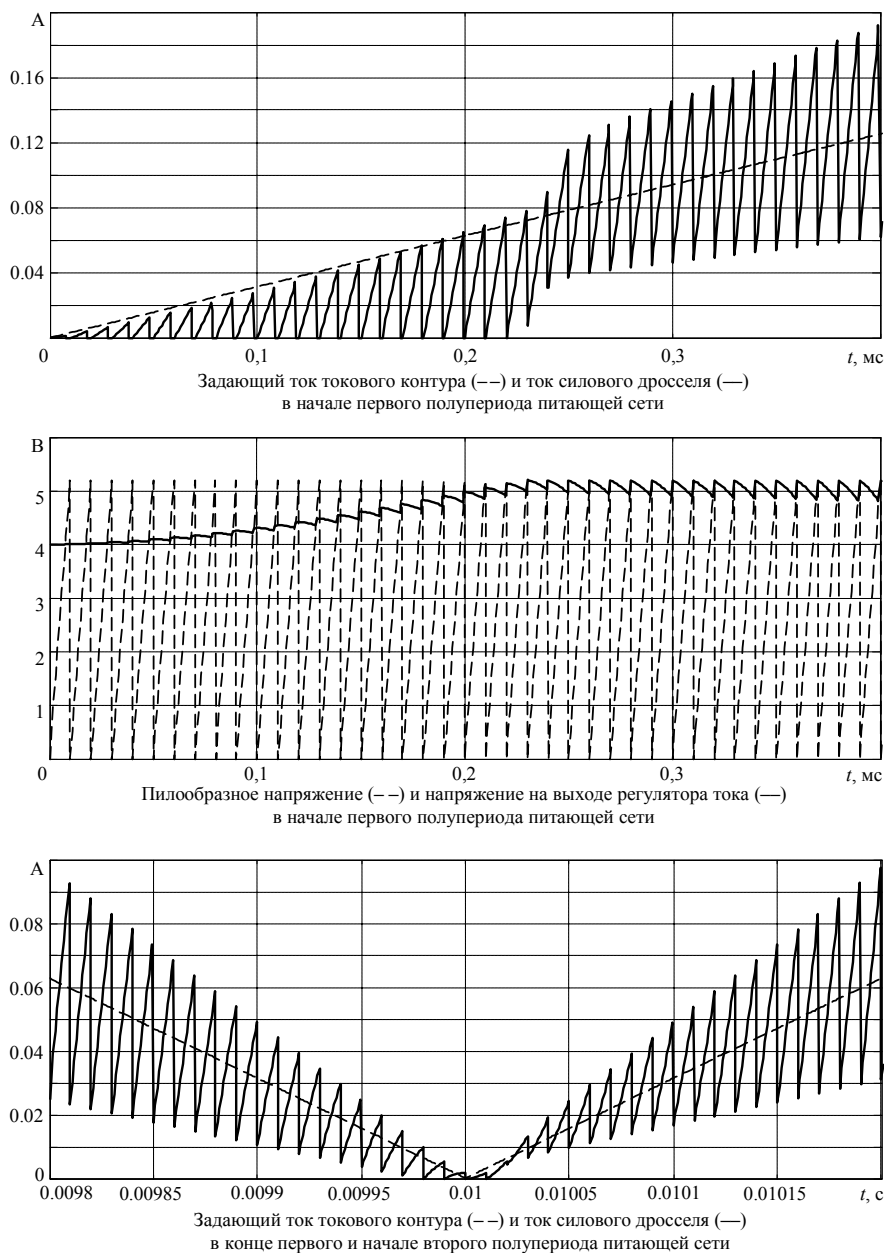 А
0.16
0.12
0.08
0.04
0 0,1 0,2 0,3 t, мс
Задающий ток токового контура (– –) и ток силового дросселя (—)
в начале первого полупериода питающей сети
В
5
4
3
2
1
0 0,1 0,2 0,3 t, мс
Пилообразное напряжение (– –) и напряжение на выходе регулятора тока (—)
в начале первого полупериода питающей сети
А
0.08
0.06
0.04
0.02
0
0.0098 0.00985 0.0099 0.00995 0.01 0.01005 0.0101 0.01015 t, с
Задающий ток токового контура (– –) и ток силового дросселя (—)
в конце первого и начале второго полупериода питающей сети